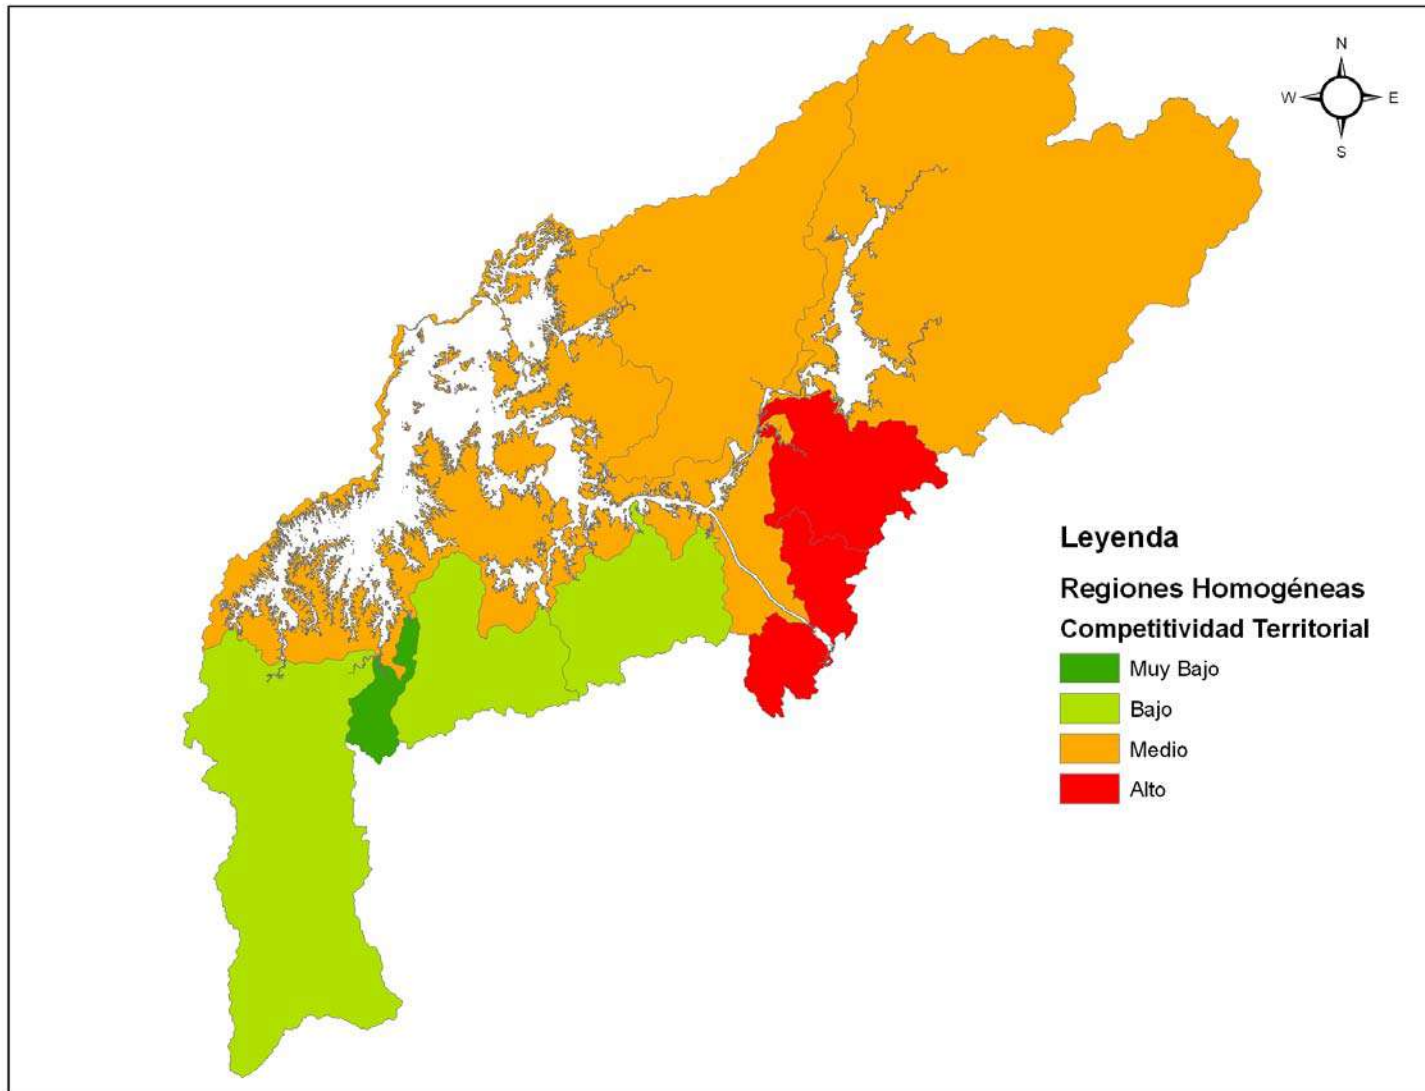 N
W E
S
Leyenda
Regiones Homogéneas
Competitividad Territorial
Muy Bajo
Bajo
Medio
Alto